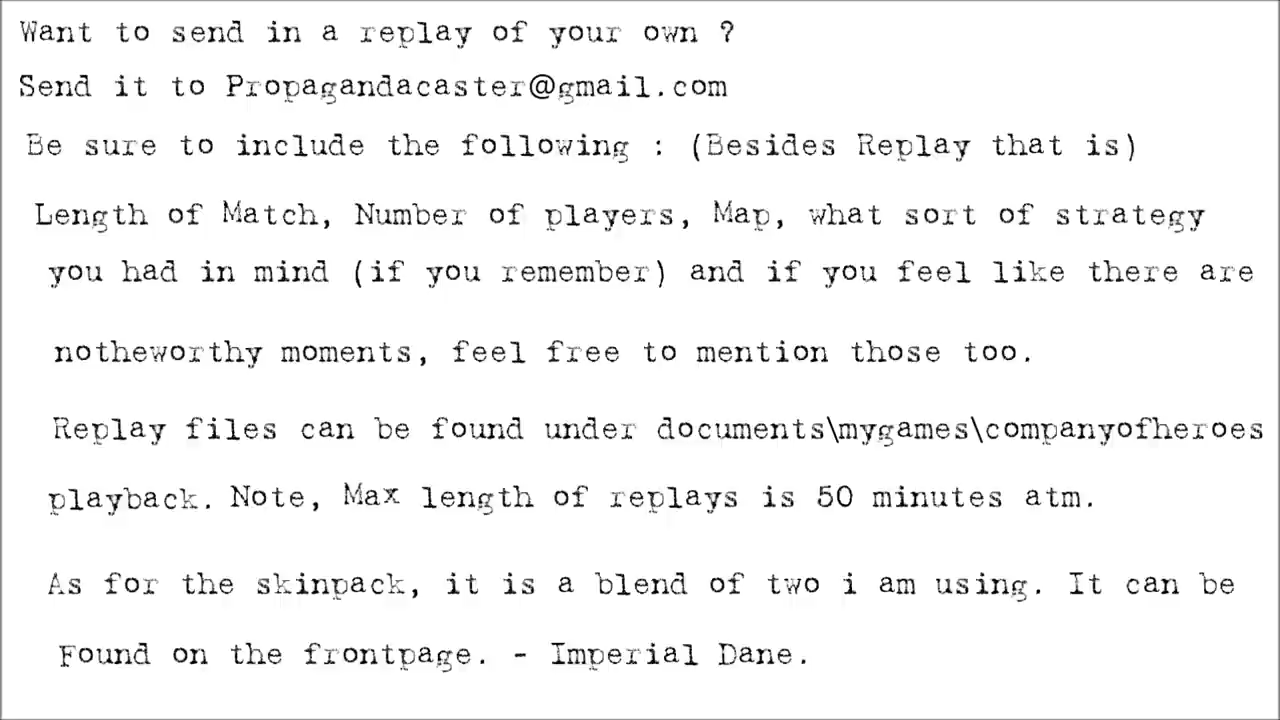 Want to send in a replay of your own ?
Send it to Propagandacaster@gmail.com
Be sure to include the following : (Besides Replay that is)
Length of Match, Number of players, Map, what sort of strategy
you had in mind (if you remember) and if you feel like there are
notheworthy moments, feel free to mention those too.
Replay files can be found under documents\mygames\companyofheroes
playback. Note, Max length of replays is 50 minutes atm.
As for the skinpack, it is a blend of two i am using. It can be
Found on the frontpage. - Imperial Dane.